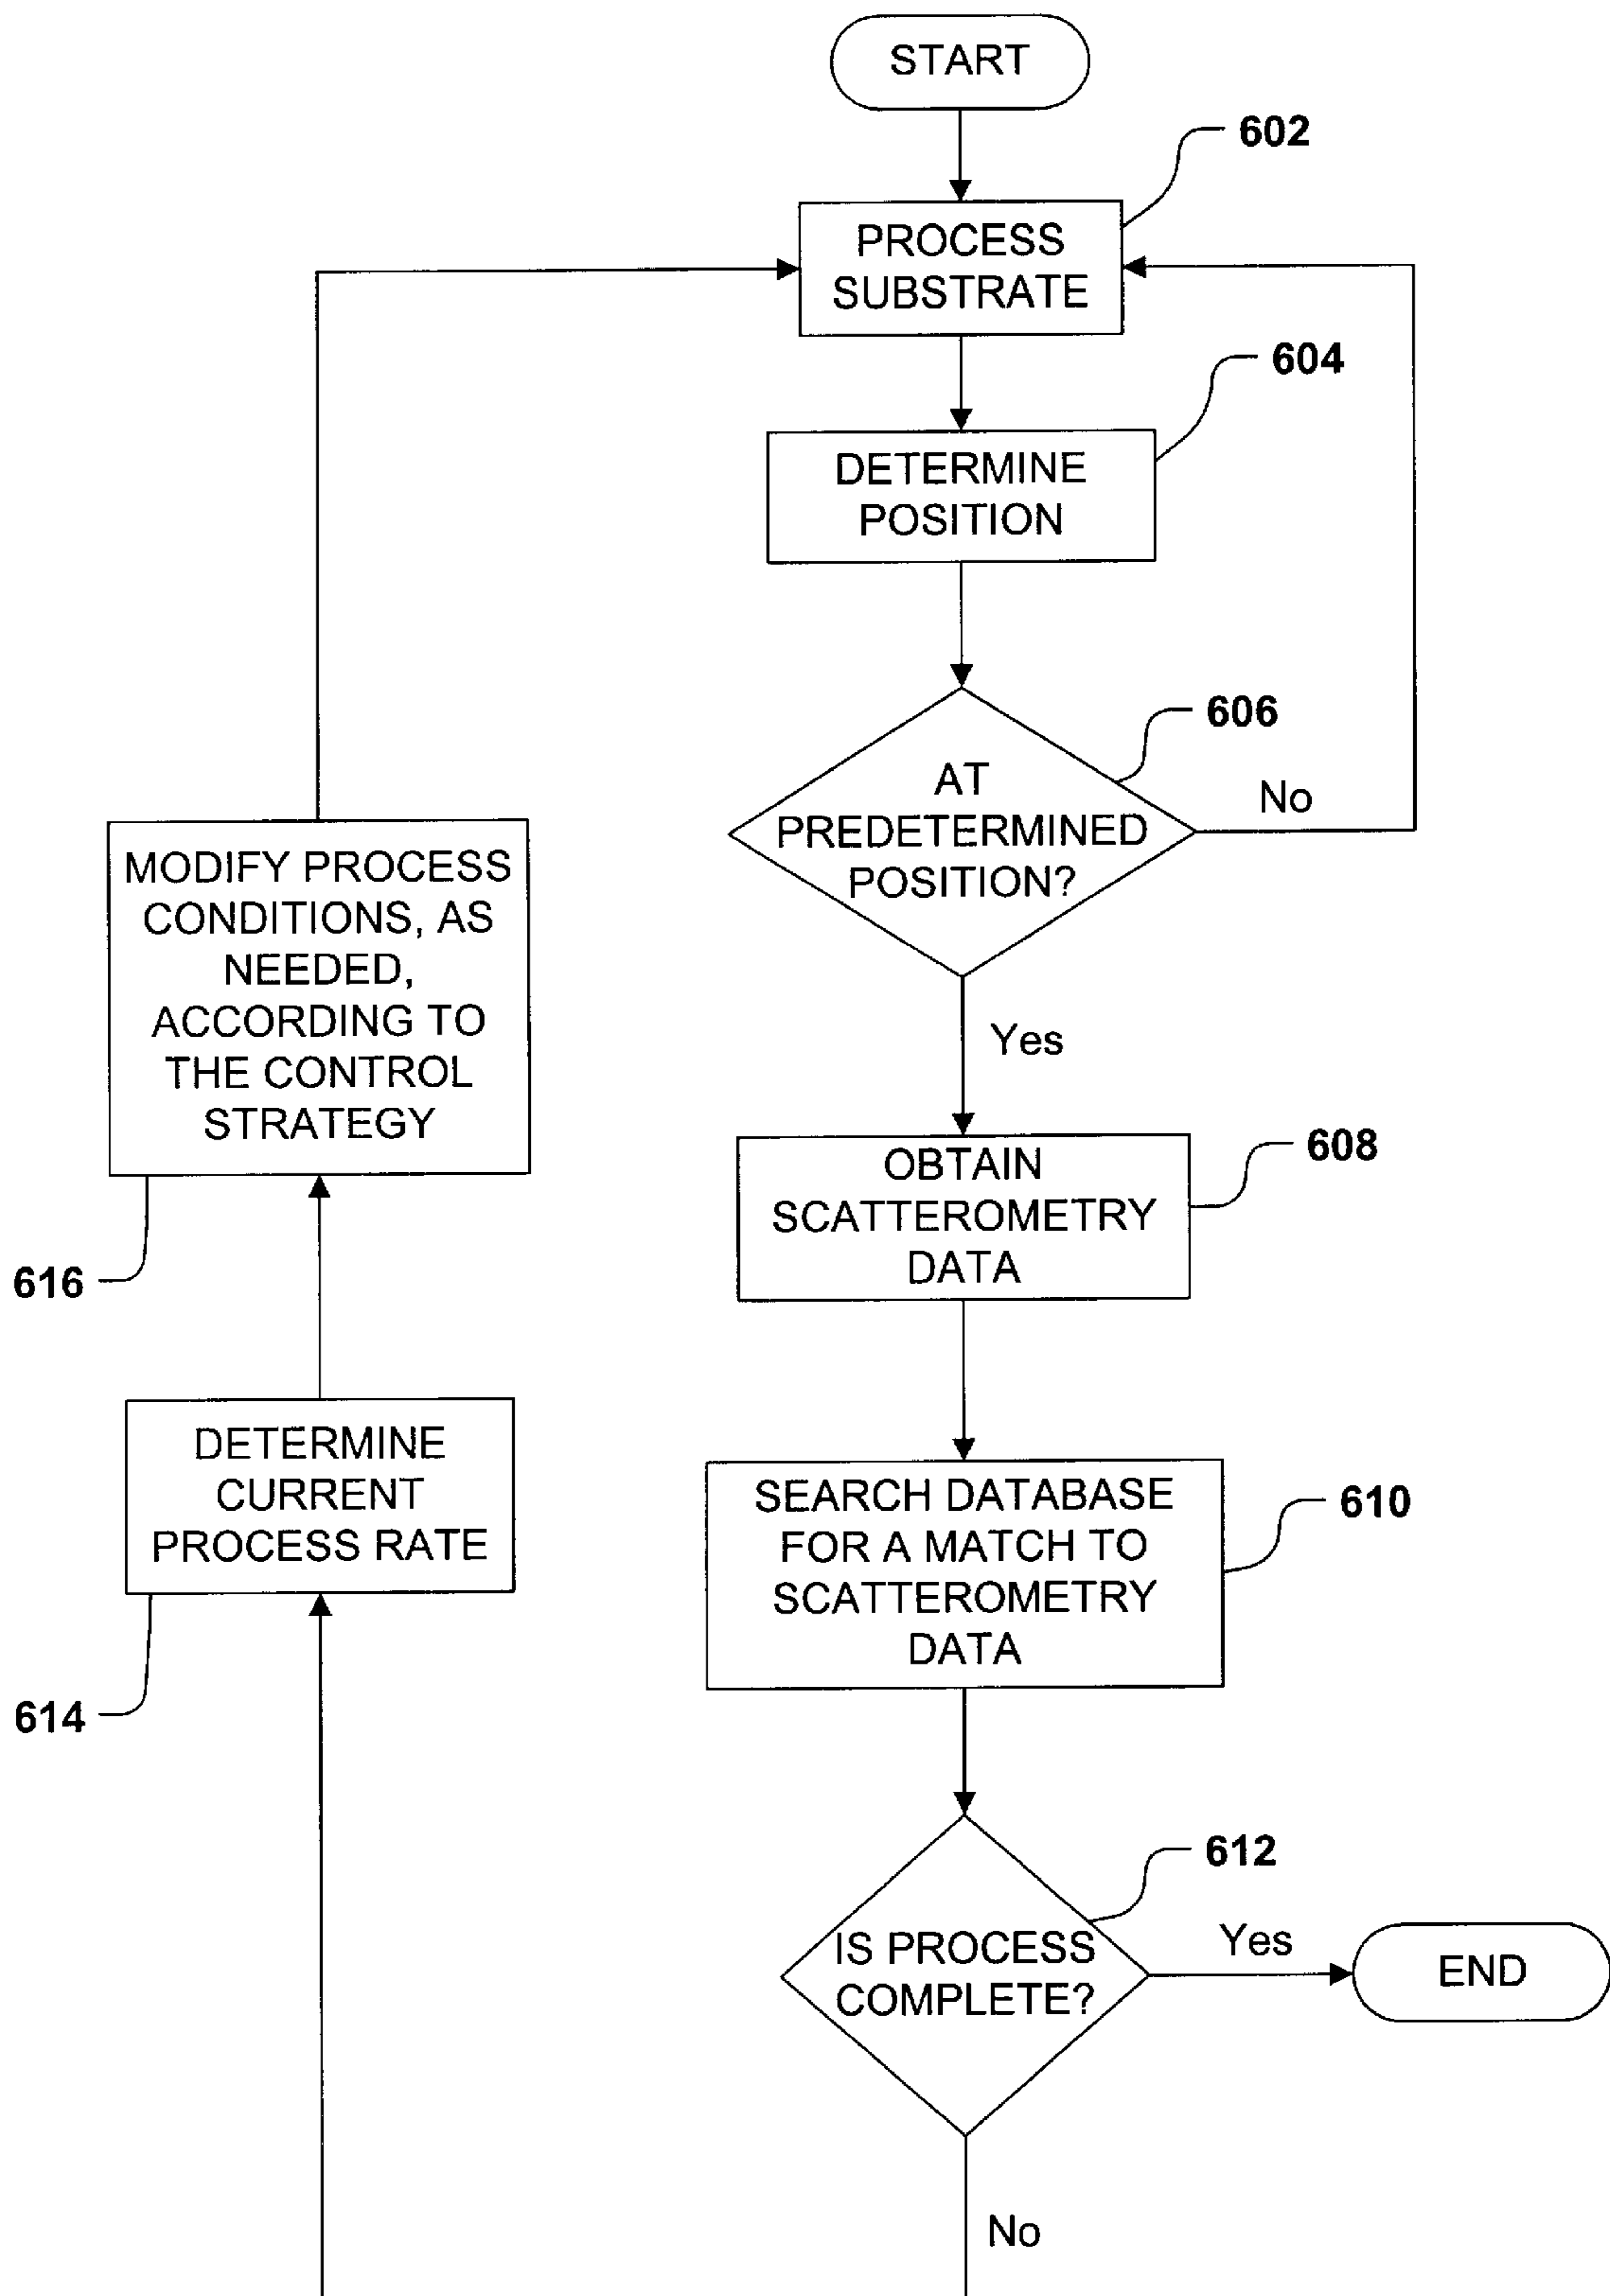 START
602
PROCESS
SUBSTRATE
604
DETERMINE
POSITION
606
AT
PREDETERMINED
POSITION?
No
Yes
608
OBTAIN
SCATTEROMETRY
DATA
610
SEARCH DATABASE
FOR A MATCH TO
SCATTEROMETRY
DATA
612
IS PROCESS
COMPLETE?
Yes
END
No
614
DETERMINE
CURRENT
PROCESS RATE
616
MODIFY PROCESS
CONDITIONS, AS
NEEDED,
ACCORDING TO
THE CONTROL
STRATEGY